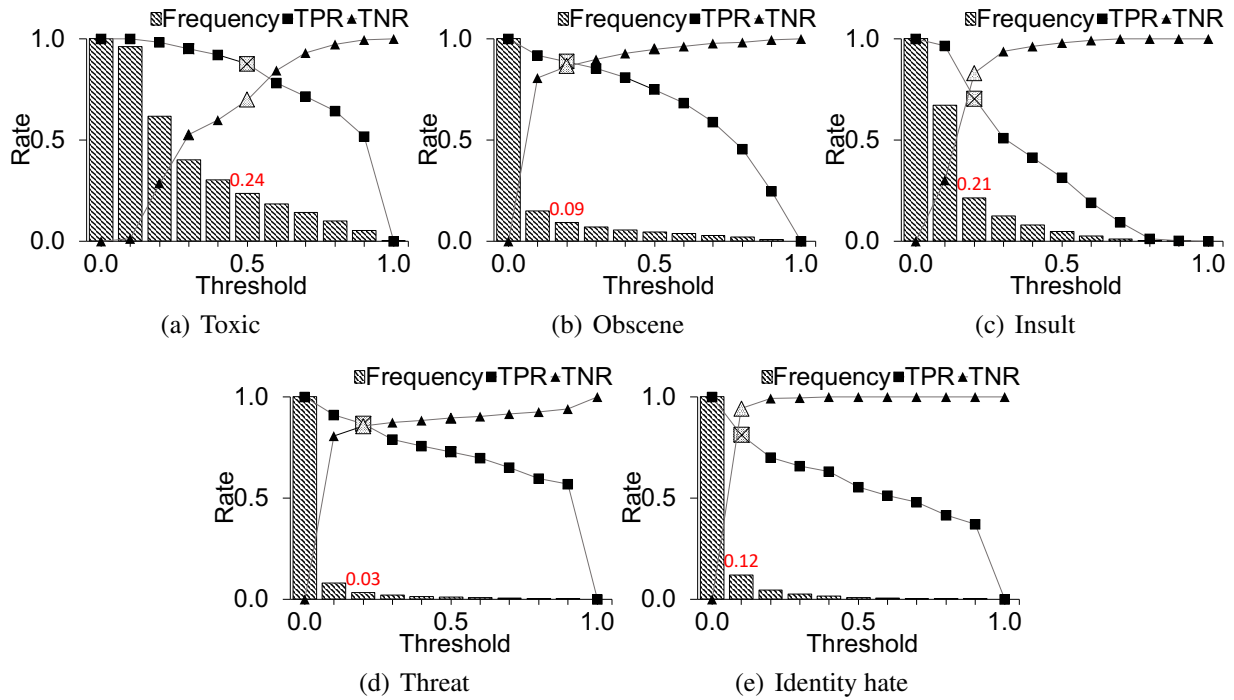 Frequency TPR TNR
1.0
0.5
0.0
Rate
0.24
0.0 0.5 1.0
Threshold
(a) Toxic
Frequency TPR TNR
1.0
0.5
0.0
Rate
0.09
0.0 0.5 1.0
Threshold
(b) Obscene
Frequency TPR TNR
1.0
0.5
0.0
Rate
0.21
0.0 0.5 1.0
Threshold
(c) Insult
Frequency TPR TNR
1.0
0.5
0.0
Rate
0.03
0.0 0.5 1.0
Threshold
(d) Threat
Frequency TPR TNR
1.0
0.5
0.0
Rate
0.12
0.0 0.5 1.0
Threshold
(e) Identity hate